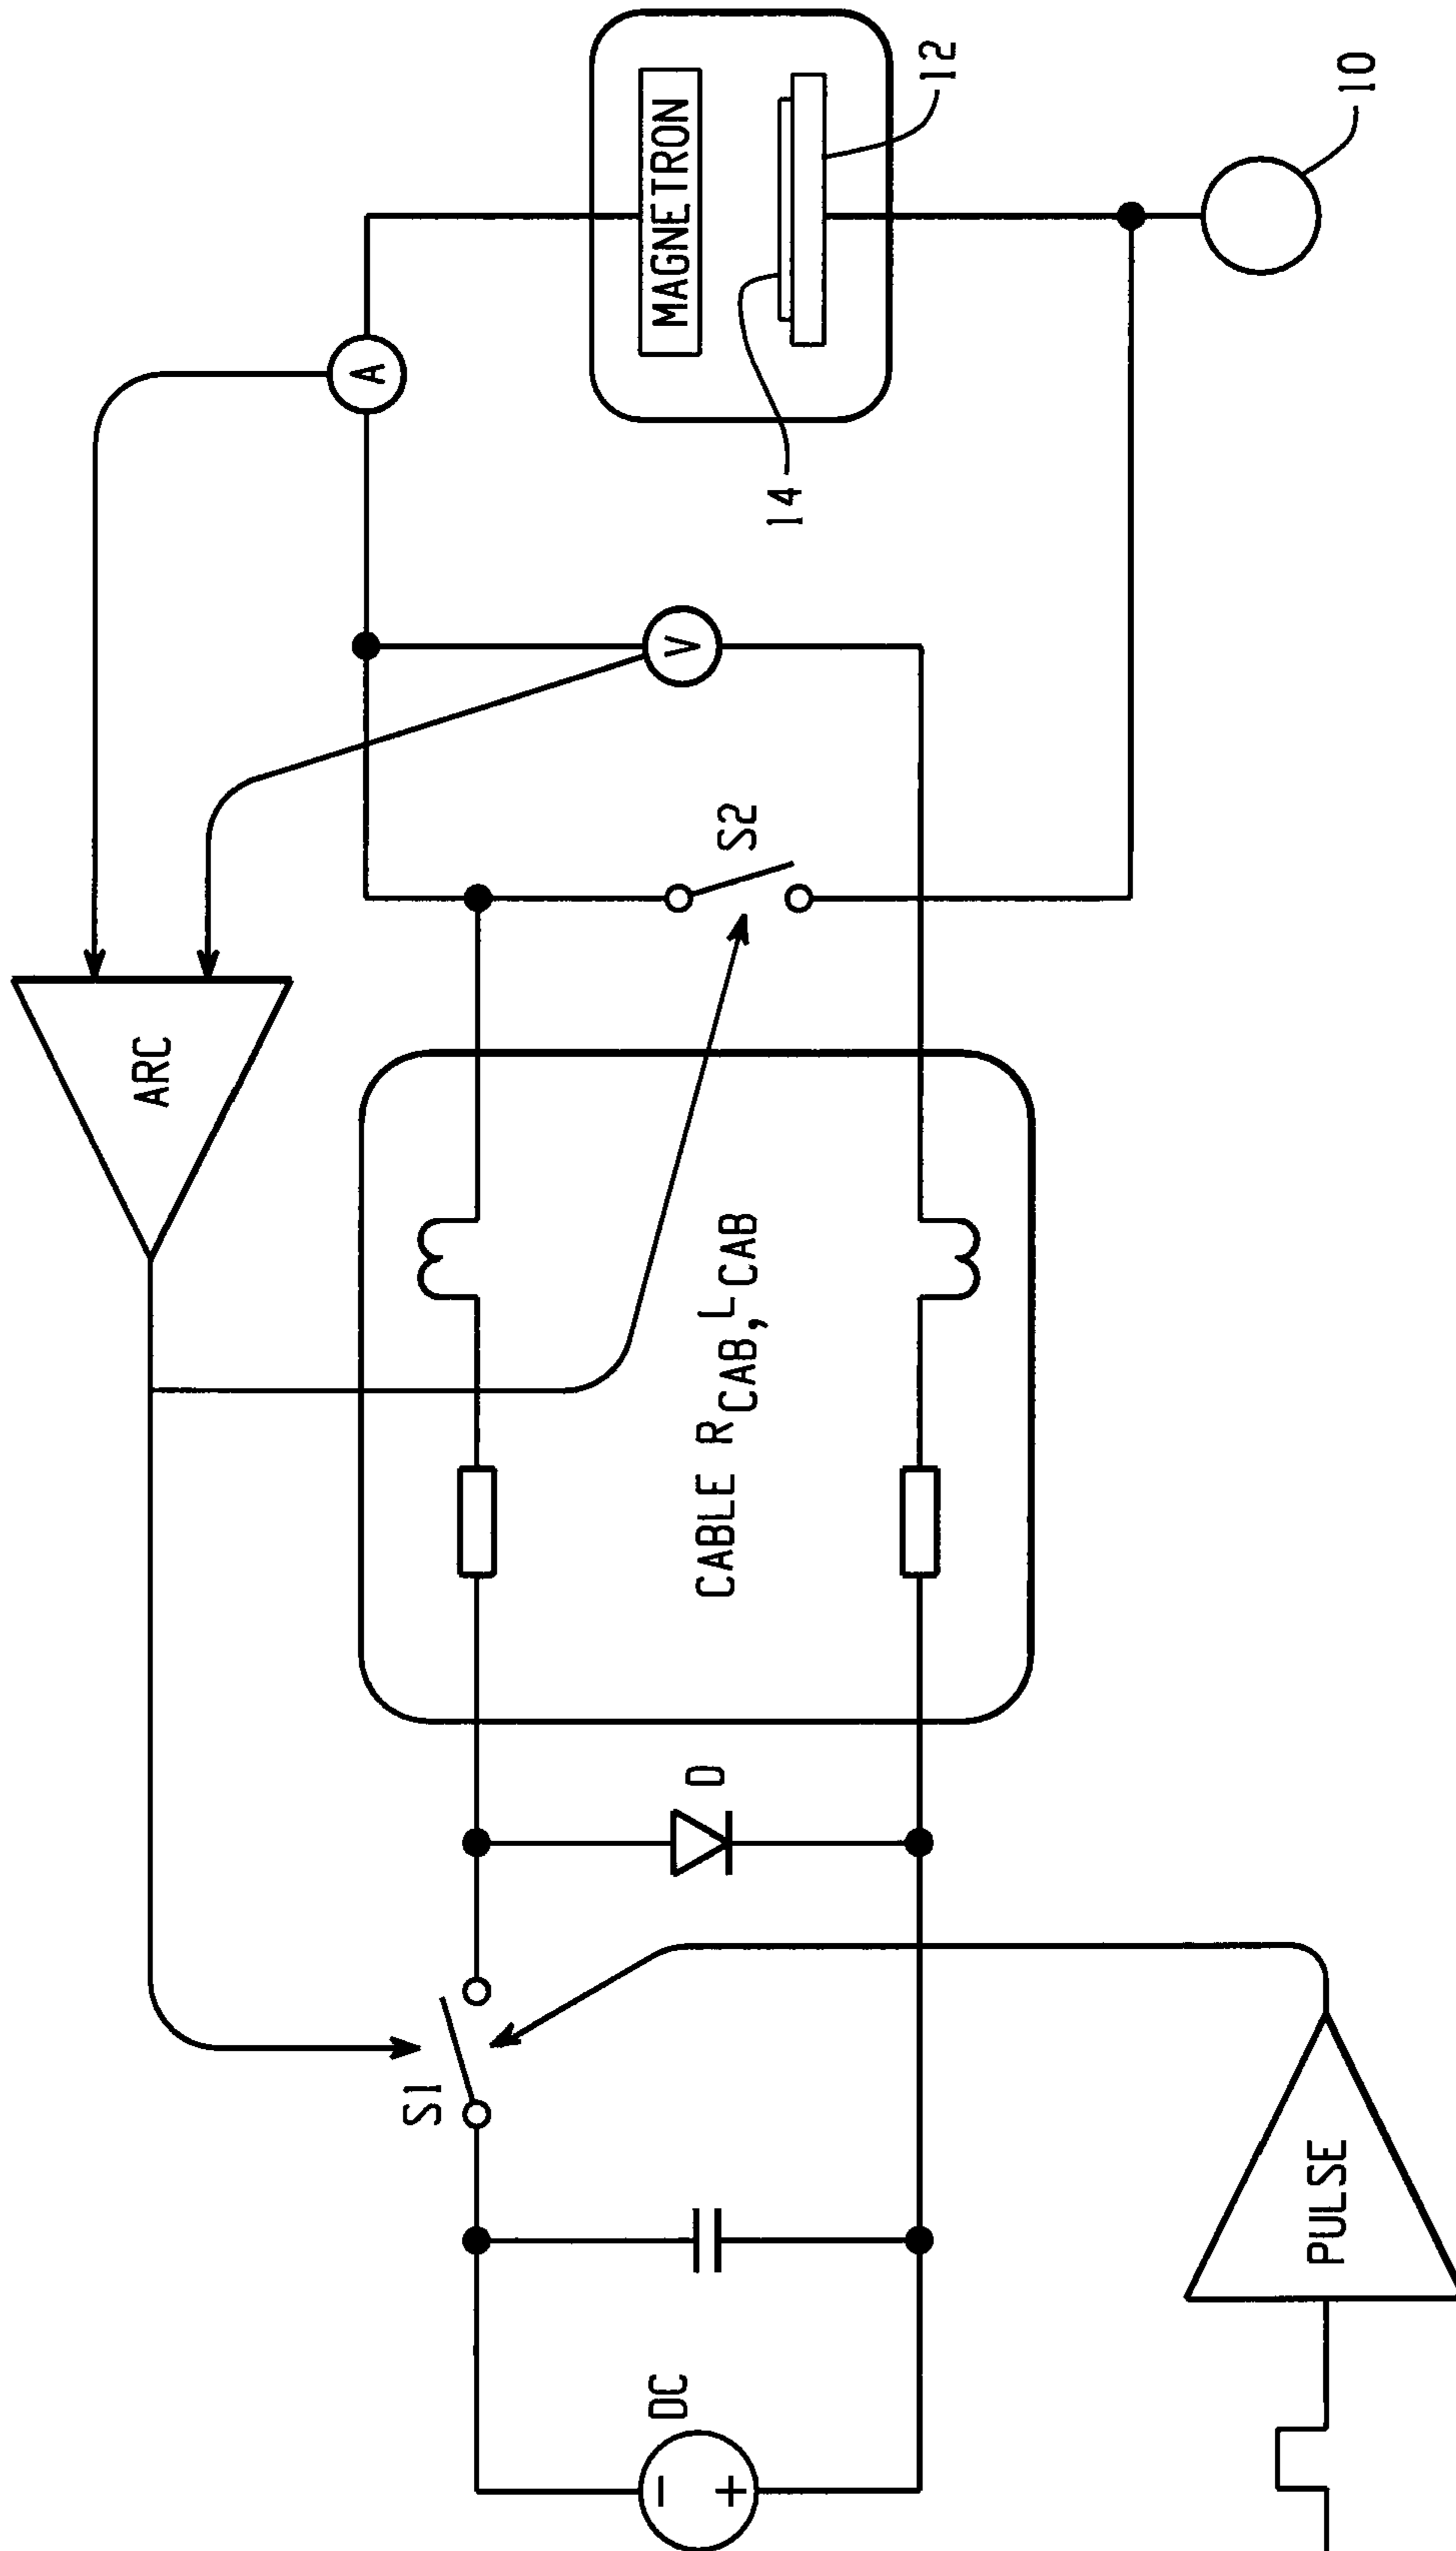 DC
− +
S1
D
CABLE R_CAB, L_CAB
S2
ARC
V
A
MAGNETRON
12
14
10
PULSE